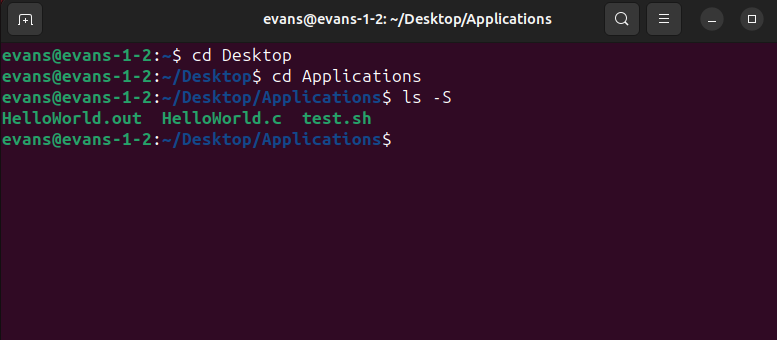 evans@evans-1-2: ~/Desktop/Applications
evans@evans-1-2:~$ cd Desktop
evans@evans-1-2:~/Desktop$ cd Applications
evans@evans-1-2:~/Desktop/Applications$ ls -S
HelloWorld.out  HelloWorld.c  test.sh
evans@evans-1-2:~/Desktop/Applications$